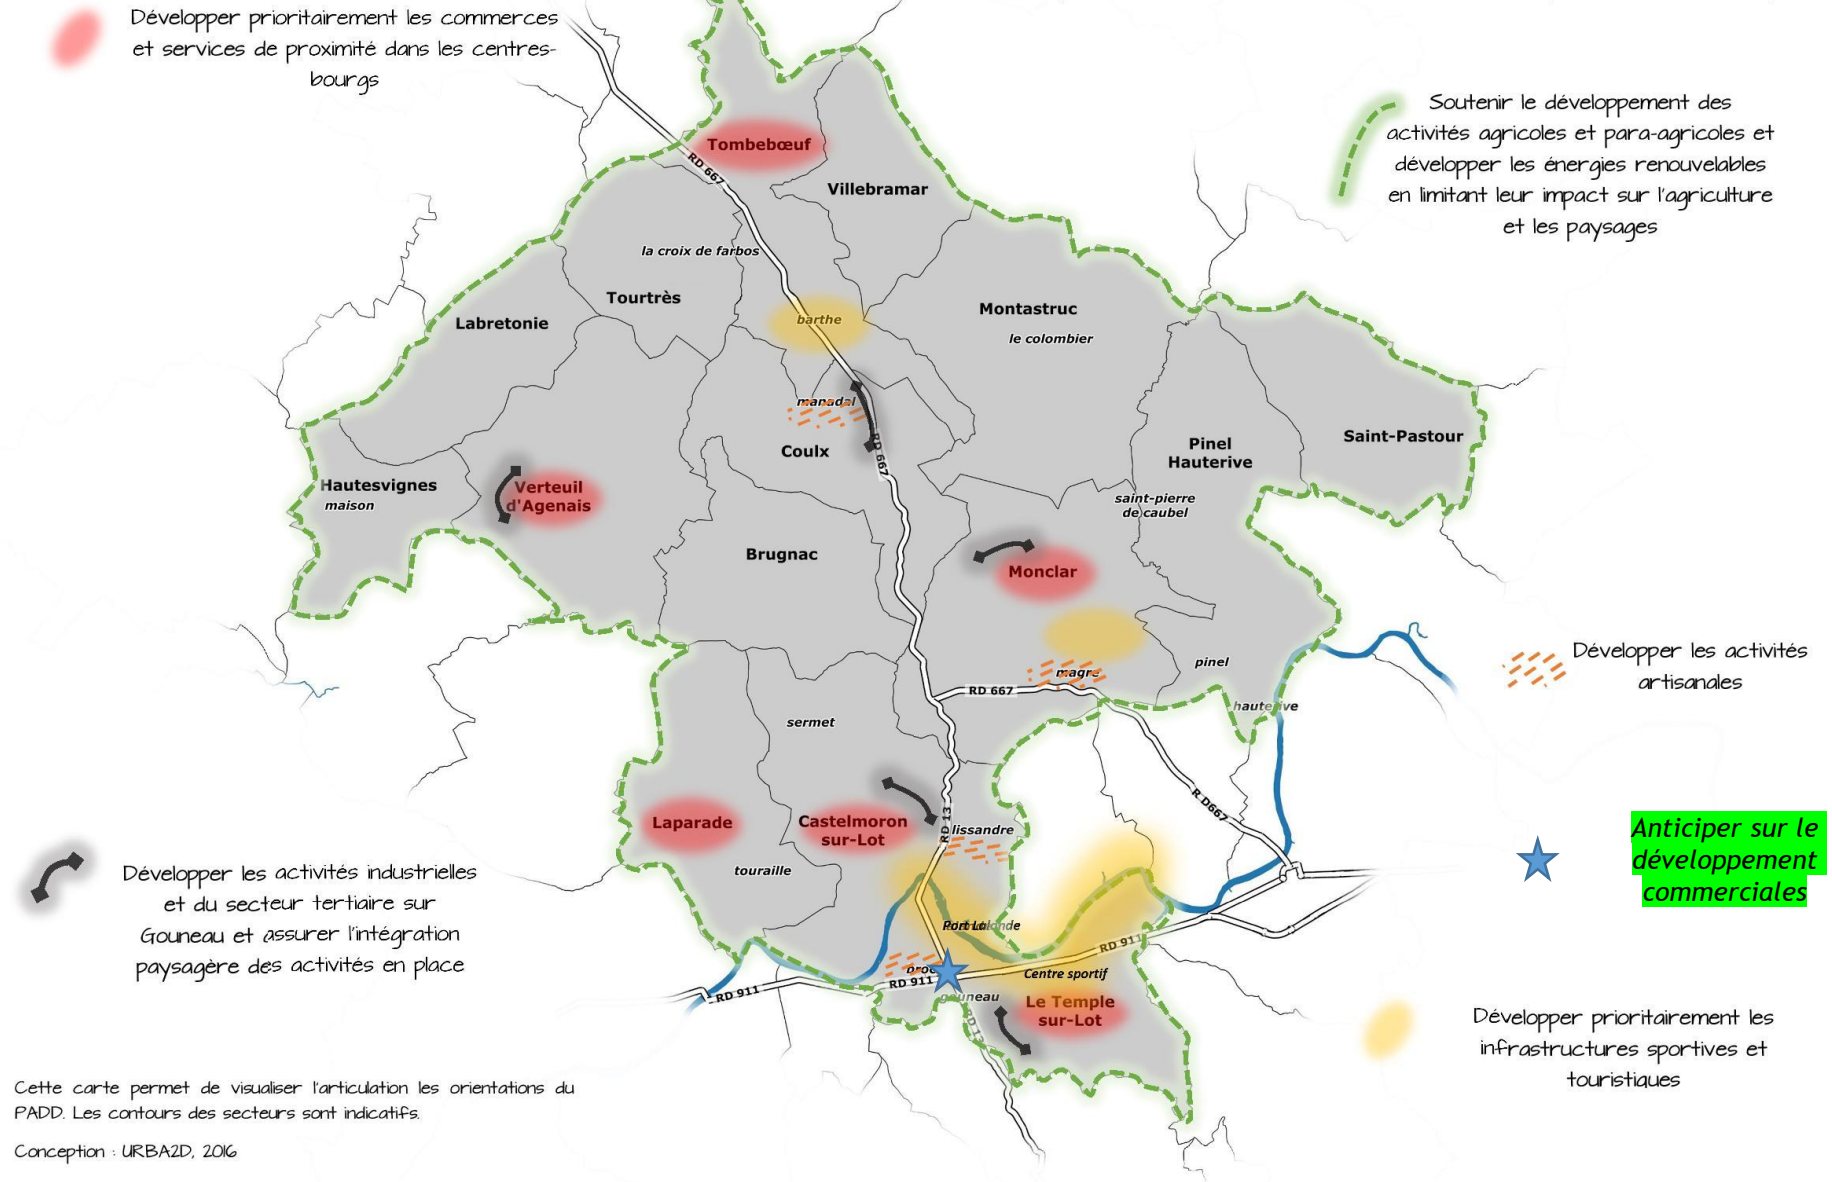 Développer prioritairement les commerces
et services de proximité dans les centres-
bourgs
Soutenir le développement des
activités agricoles et para-agricoles et
développer les énergies renouvelables
en limitant leur impact sur l'agriculture
et les paysages
Tombebœuf
RD 667
Villebramar
la croix de farbos
Tourtrès
Labretonie
barthe
Montastruc
le colombier
manadal
Coulx
RD 667
Pinel
Hauterive
Saint-Pastour
Hautesvignes
maison
Verteuil
d'Agenais
saint-pierre
de caubel
Brugnac
Monclar
magre
pinel
RD 667
hauterive
Développer les activités
artisanales
sermet
R D667
Laparade
Castelmoron
sur-Lot
RD 13
lissandre
touraille
Anticiper sur le
développement
commerciales
Développer les activités industrielles
et du secteur tertiaire sur
Gouneau et assurer l'intégration
paysagère des activités en place
Port Lalande
RD 911
Centre sportif
RD 911
RD 911
gouneau
Le Temple
sur-Lot
Développer prioritairement les
infrastructures sportives et
touristiques
Cette carte permet de visualiser l'articulation les orientations du
PADD. Les contours des secteurs sont indicatifs.
Conception : URBA2D, 2016